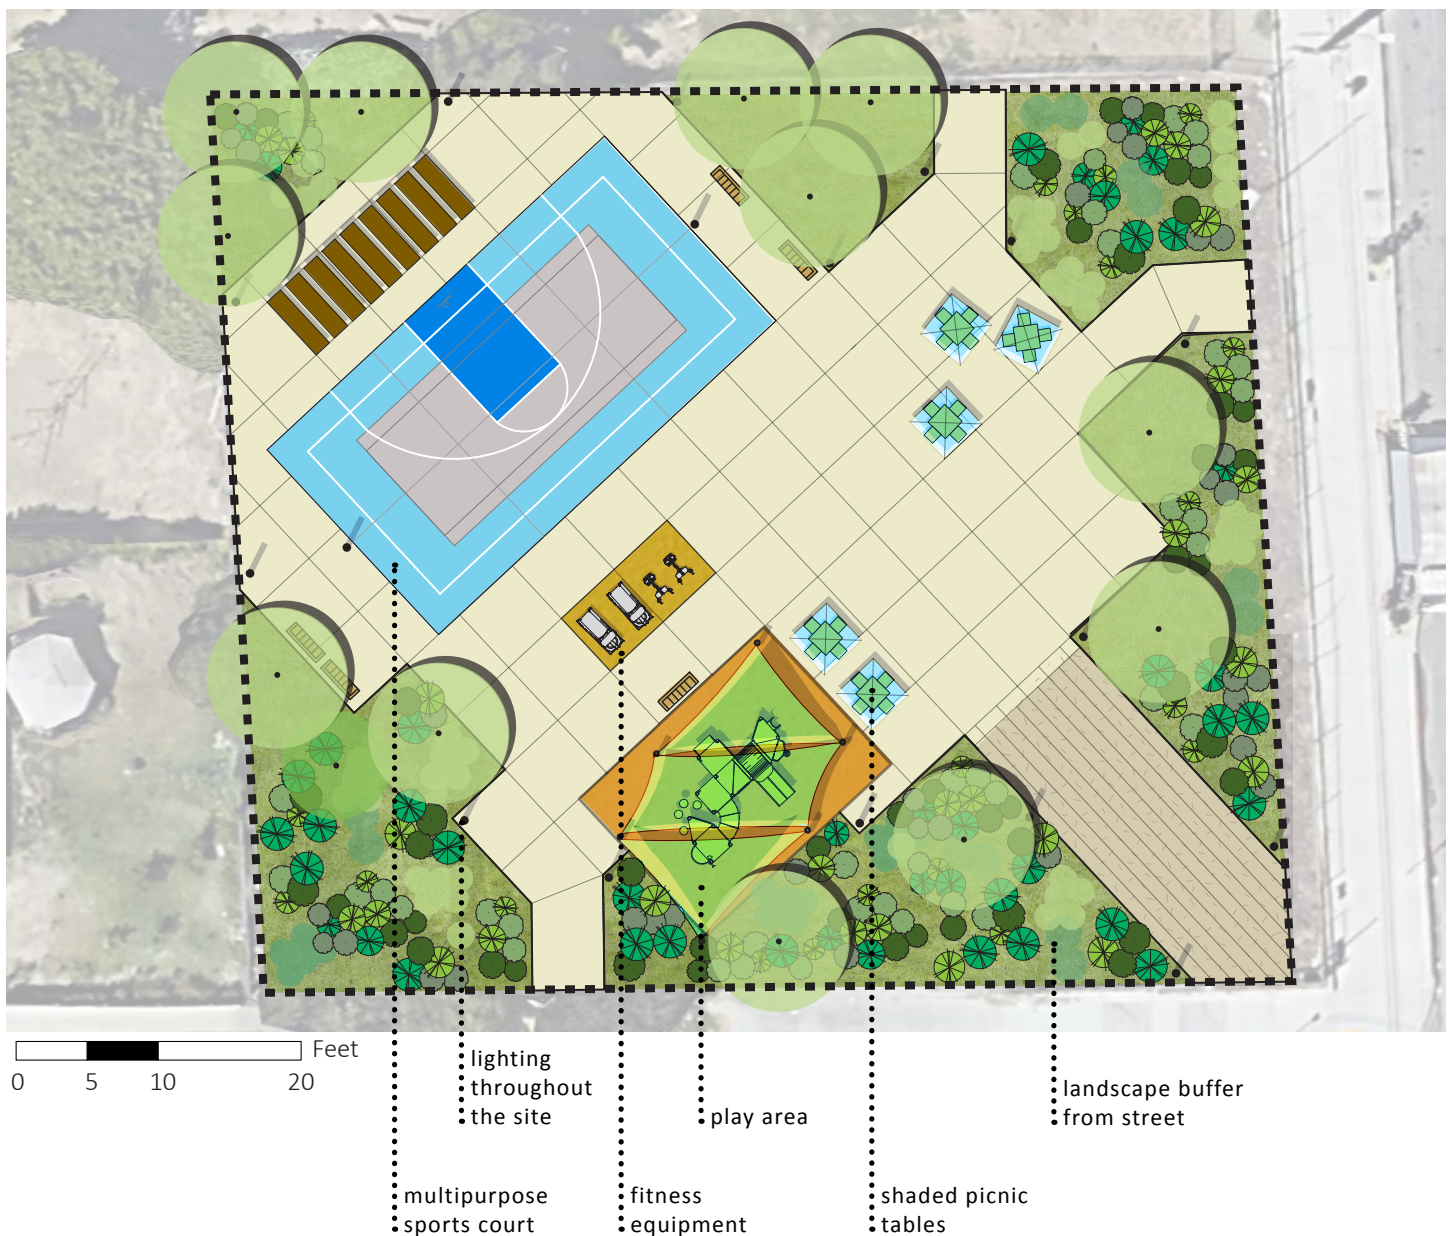 Feet
0 5 10 20
lighting
throughout
the site
play area
landscape buffer
from street
multipurpose
sports court
fitness
equipment
shaded picnic
tables